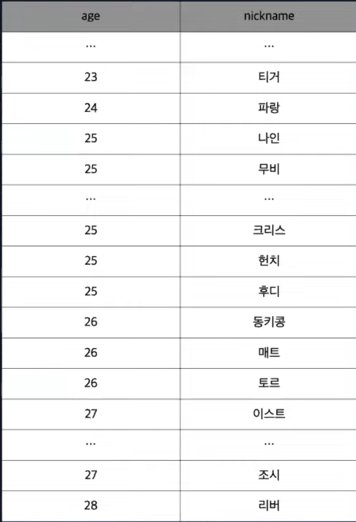 age nickname
... ...
23 티거
24 파랑
25 나인
25 무비
... ...
25 크리스
25 헌치
25 후디
26 동키콩
26 매트
26 토르
27 이스트
... ...
27 조시
28 리버